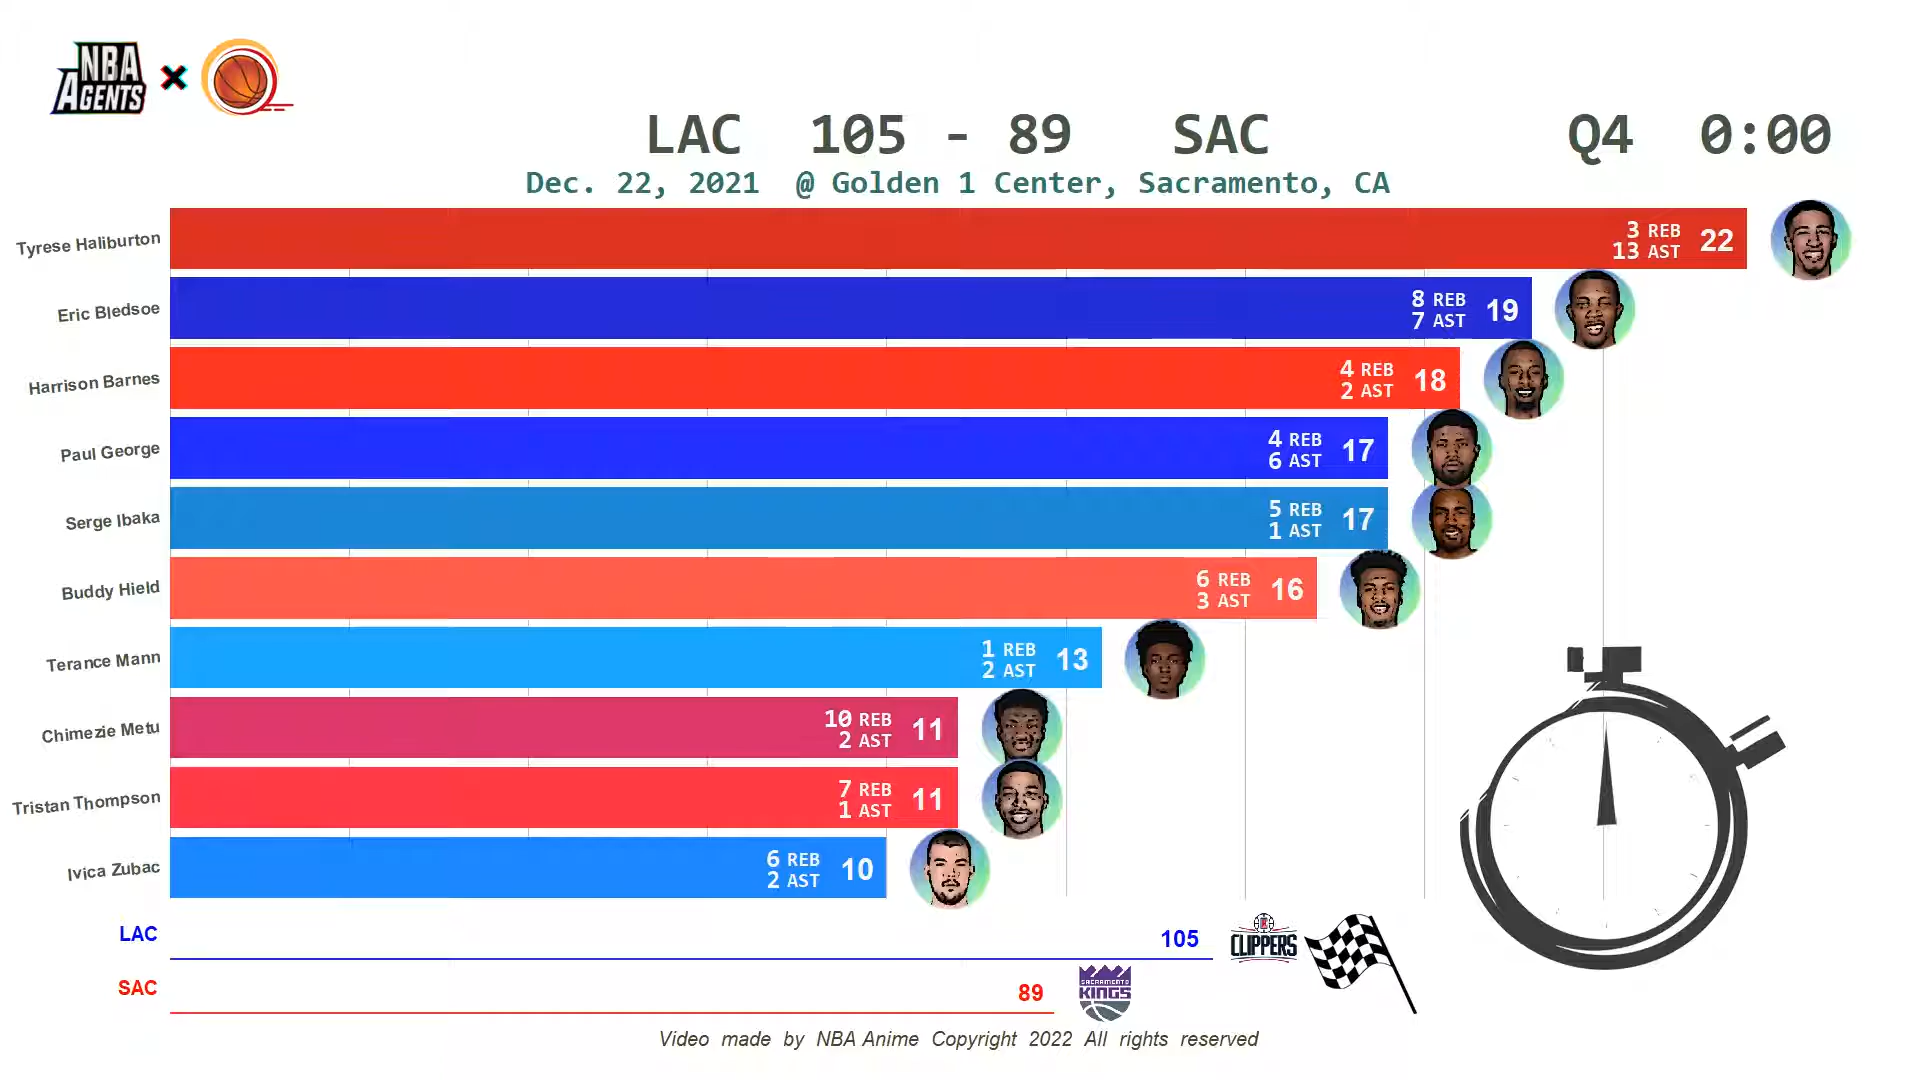 NBA
AGENTS
×
LAC 105 - 89 SAC
Q4 0:00
Dec. 22, 2021 @ Golden 1 Center, Sacramento, CA
Tyrese Haliburton 3 REB 22
13 AST
Eric Bledsoe 8 REB 19
7 AST
Harrison Barnes 4 REB 18
2 AST
Paul George 4 REB 17
6 AST
Serge Ibaka 5 REB 17
1 AST
Buddy Hield 6 REB 16
3 AST
Terance Mann 1 REB 13
2 AST
Chimezie Metu 10 REB 11
2 AST
Tristan Thompson 7 REB 11
1 AST
Ivica Zubac 6 REB 10
2 AST
LAC 105
CLIPPERS
SAC 89
SACRAMENTO
KINGS
Video made by NBA Anime Copyright 2022 All rights reserved